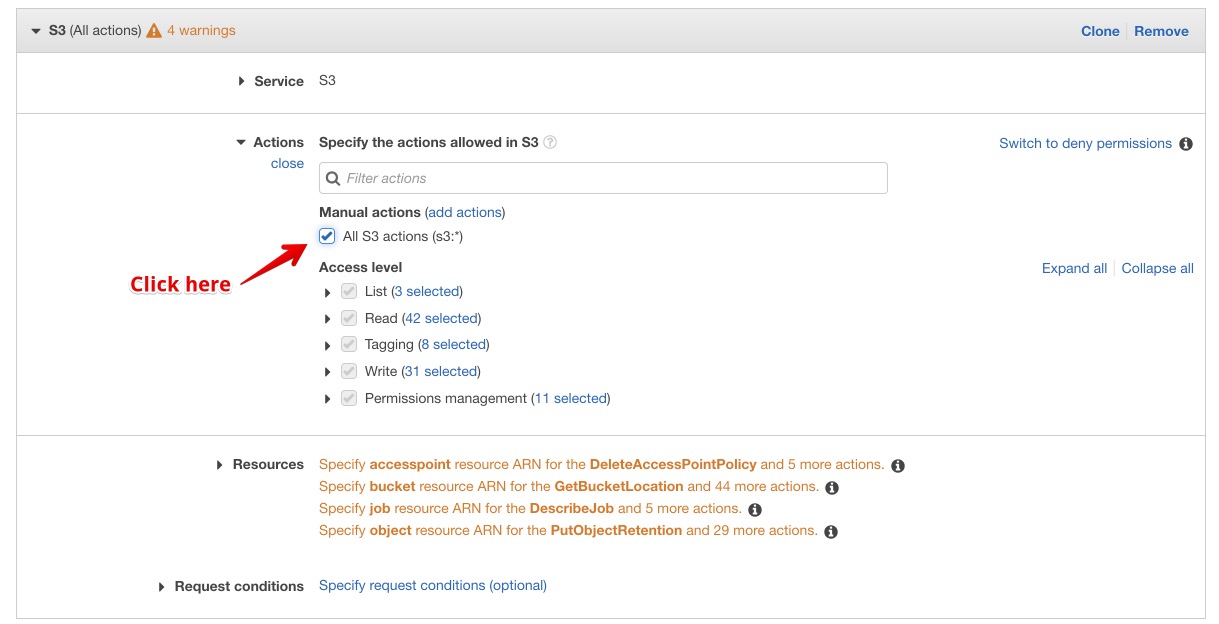 S3 (All actions) 4 warnings Clone Remove
Service S3
Actions Specify the actions allowed in S3 ? Switch to deny permissions i
close
Filter actions
Manual actions (add actions)
All S3 actions (s3:*)
Click here
Access level Expand all Collapse all
List (3 selected)
Read (42 selected)
Tagging (8 selected)
Write (31 selected)
Permissions management (11 selected)
Resources Specify accesspoint resource ARN for the DeleteAccessPointPolicy and 5 more actions. i
Specify bucket resource ARN for the GetBucketLocation and 44 more actions. i
Specify job resource ARN for the DescribeJob and 5 more actions. i
Specify object resource ARN for the PutObjectRetention and 29 more actions. i
Request conditions Specify request conditions (optional)